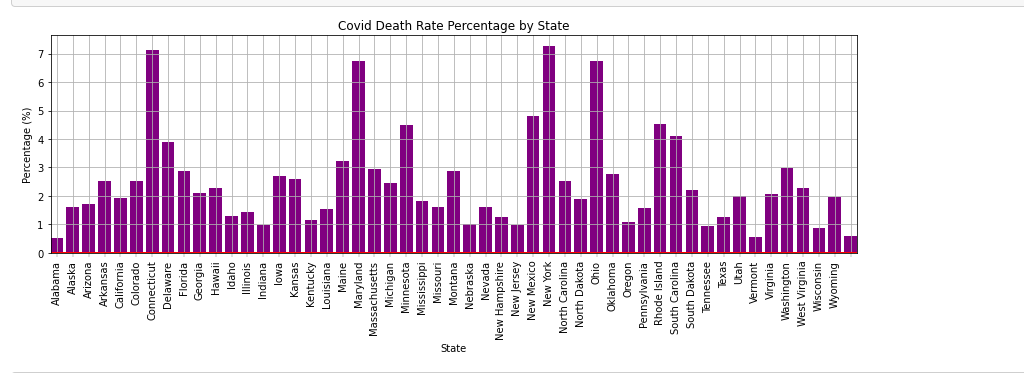 Covid Death Rate Percentage by State
Percentage (%)
7
6
5
4
3
2
1
0
Alabama
Alaska
Arizona
Arkansas
California
Colorado
Connecticut
Delaware
Florida
Georgia
Hawaii
Idaho
Illinois
Indiana
Iowa
Kansas
Kentucky
Louisiana
Maine
Maryland
Massachusetts
Michigan
Minnesota
Mississippi
Missouri
Montana
Nebraska
Nevada
New Hampshire
New Jersey
New Mexico
New York
North Carolina
North Dakota
Ohio
Oklahoma
Oregon
Pennsylvania
Rhode Island
South Carolina
South Dakota
Tennessee
Texas
Utah
Vermont
Virginia
Washington
West Virginia
Wisconsin
Wyoming
State